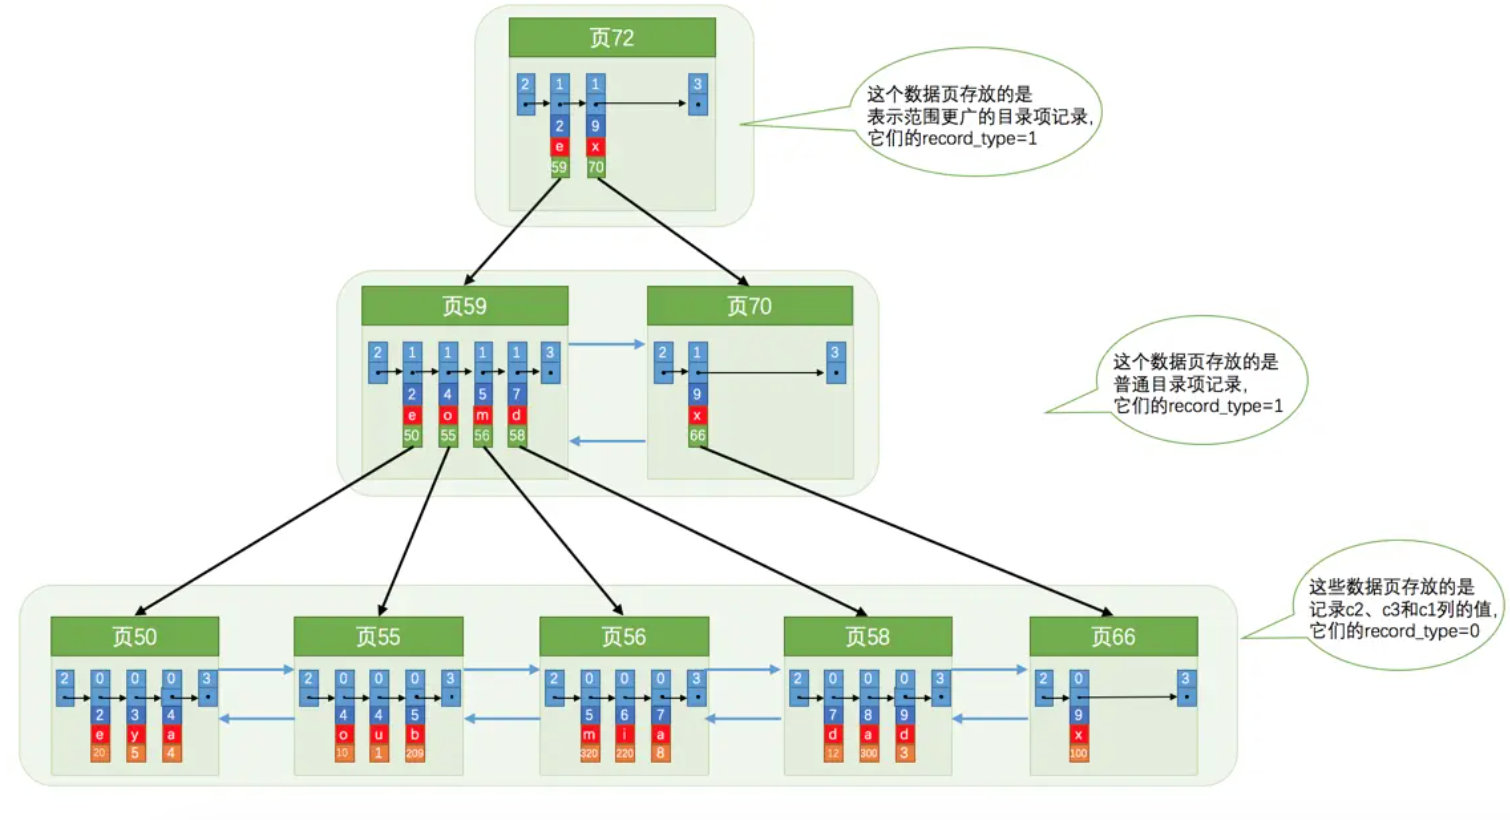 页72
2 1 1 3
2 9
e x
59 70
这个数据页存放的是
表示范围更广的目录项记录,
它们的record_type=1
页59 页70
2 1 1 1 1 3 2 1 3
2 4 5 7 9
e o m d x
50 55 56 58 66
这个数据页存放的是
普通目录项记录,
它们的record_type=1
页50 页55 页56 页58 页66
2 0 0 0 3 2 0 0 0 3 2 0 0 0 3 2 0 0 0 3 2 0 3
2 3 4 4 4 5 5 6 7 7 8 9 9
e y a o u b m i a d a d x
20 5 4 10 1 209 320 220 8 12 300 3 100
这些数据页存放的是
记录c2、c3和c1列的值,
它们的record_type=0